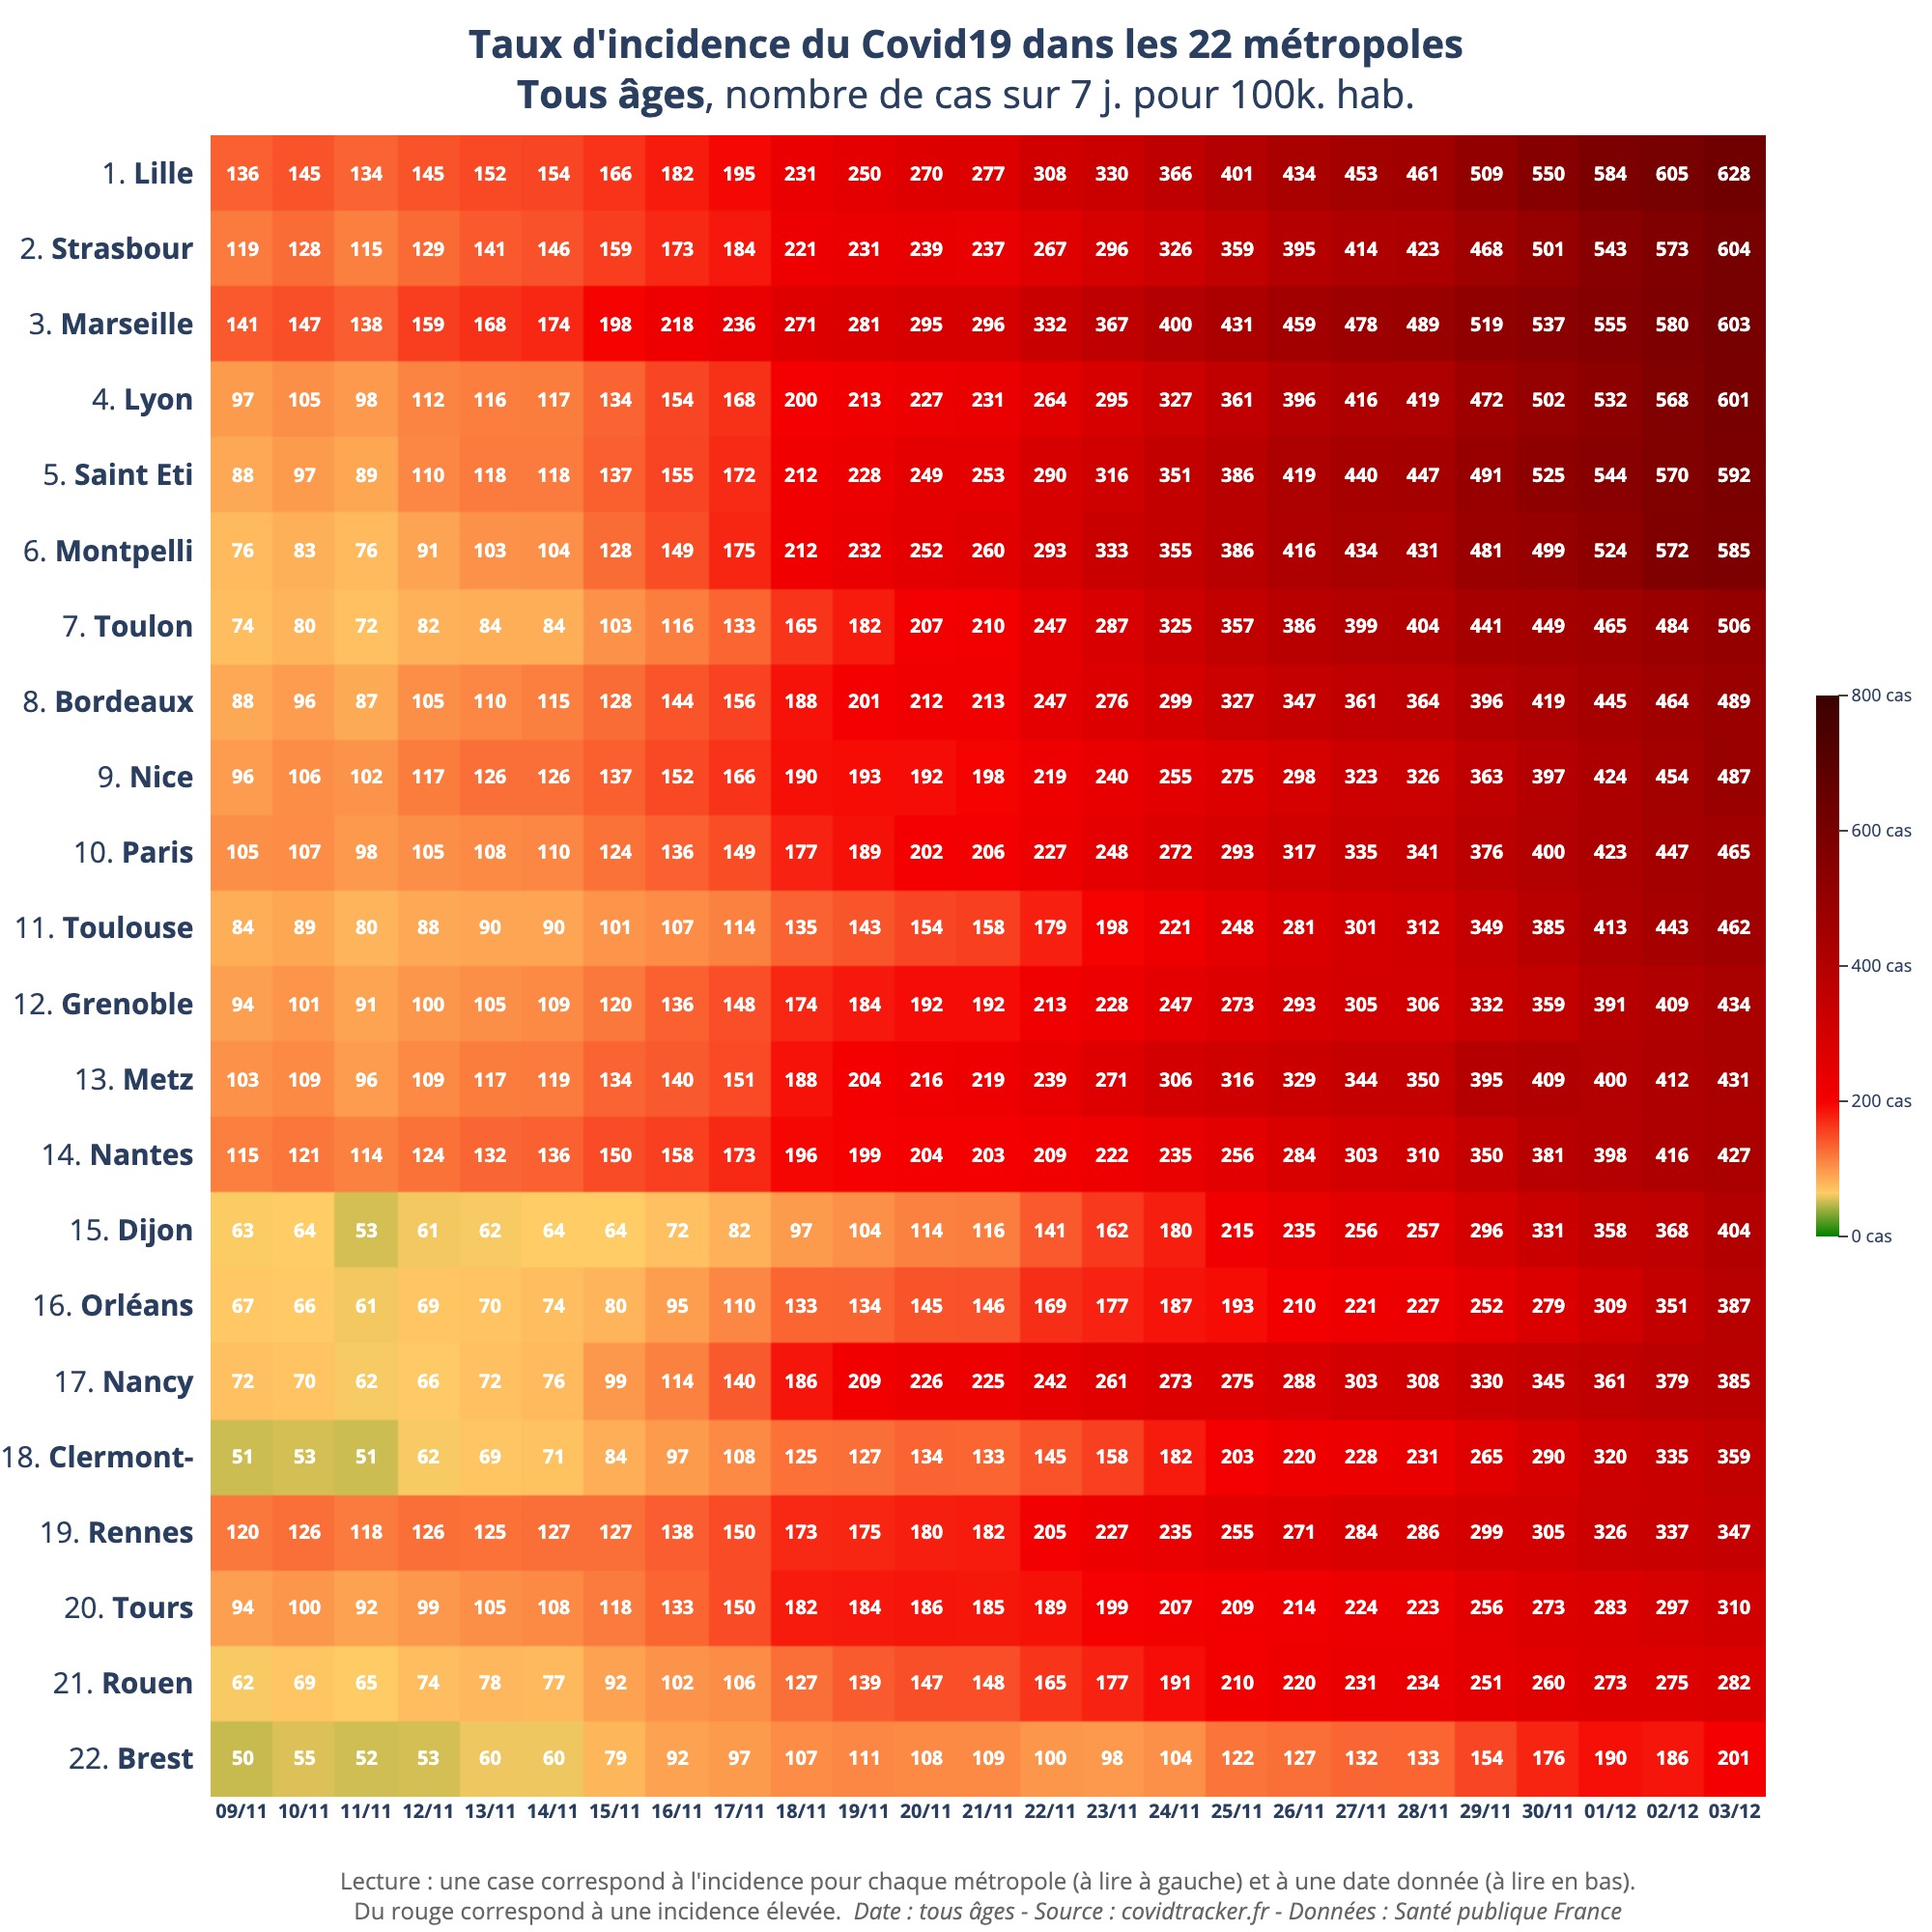 Taux d'incidence du Covid19 dans les 22 métropoles
Tous âges, nombre de cas sur 7 j. pour 100k. hab.
1. Lille 136 145 134 145 152 154 166 182 195 231 250 270 277 308 330 366 401 434 453 461 509 550 584 605 628
2. Strasbour 119 128 115 129 141 146 159 173 184 221 231 239 237 267 296 326 359 395 414 423 468 501 543 573 604
3. Marseille 141 147 138 159 168 174 198 218 236 271 281 295 296 332 367 400 431 459 478 489 519 537 555 580 603
4. Lyon 97 105 98 112 116 117 134 154 168 200 213 227 231 264 295 327 361 396 416 419 472 502 532 568 601
5. Saint Eti 88 97 89 110 118 118 137 155 172 212 228 249 253 290 316 351 386 419 440 447 491 525 544 570 592
6. Montpelli 76 83 76 91 103 104 128 149 175 212 232 252 260 293 333 355 386 416 434 431 481 499 524 572 585
7. Toulon 74 80 72 82 84 84 103 116 133 165 182 207 210 247 287 325 357 386 399 404 441 449 465 484 506
8. Bordeaux 88 96 87 105 110 115 128 144 156 188 201 212 213 247 276 299 327 347 361 364 396 419 445 464 489
9. Nice 96 106 102 117 126 126 137 152 166 190 193 192 198 219 240 255 275 298 323 326 363 397 424 454 487
10. Paris 105 107 98 105 108 110 124 136 149 177 189 202 206 227 248 272 293 317 335 341 376 400 423 447 465
11. Toulouse 84 89 80 88 90 90 101 107 114 135 143 154 158 179 198 221 248 281 301 312 349 385 413 443 462
12. Grenoble 94 101 91 100 105 109 120 136 148 174 184 192 192 213 228 247 273 293 305 306 332 359 391 409 434
13. Metz 103 109 96 109 117 119 134 140 151 188 204 216 219 239 271 306 316 329 344 350 395 409 400 412 431
14. Nantes 115 121 114 124 132 136 150 158 173 196 199 204 203 209 222 235 256 284 303 310 350 381 398 416 427
15. Dijon 63 64 53 61 62 64 64 72 82 97 104 114 116 141 162 180 215 235 256 257 296 331 358 368 404
16. Orléans 67 66 61 69 70 74 80 95 110 133 134 145 146 169 177 187 193 210 221 227 252 279 309 351 387
17. Nancy 72 70 62 66 72 76 99 114 140 186 209 226 225 242 261 273 275 288 303 308 330 345 361 379 385
18. Clermont- 51 53 51 62 69 71 84 97 108 125 127 134 133 145 158 182 203 220 228 231 265 290 320 335 359
19. Rennes 120 126 118 126 125 127 127 138 150 173 175 180 182 205 227 235 255 271 284 286 299 305 326 337 347
20. Tours 94 100 92 99 105 108 118 133 150 182 184 186 185 189 199 207 209 214 224 223 256 273 283 297 310
21. Rouen 62 69 65 74 78 77 92 102 106 127 139 147 148 165 177 191 210 220 231 234 251 260 273 275 282
22. Brest 50 55 52 53 60 60 79 92 97 107 111 108 109 100 98 104 122 127 132 133 154 176 190 186 201
09/11 10/11 11/11 12/11 13/11 14/11 15/11 16/11 17/11 18/11 19/11 20/11 21/11 22/11 23/11 24/11 25/11 26/11 27/11 28/11 29/11 30/11 01/12 02/12 03/12
800 cas
600 cas
400 cas
200 cas
0 cas
Lecture : une case correspond à l'incidence pour chaque métropole (à lire à gauche) et à une date donnée (à lire en bas).
Du rouge correspond à une incidence élevée. Date : tous âges - Source : covidtracker.fr - Données : Santé publique France